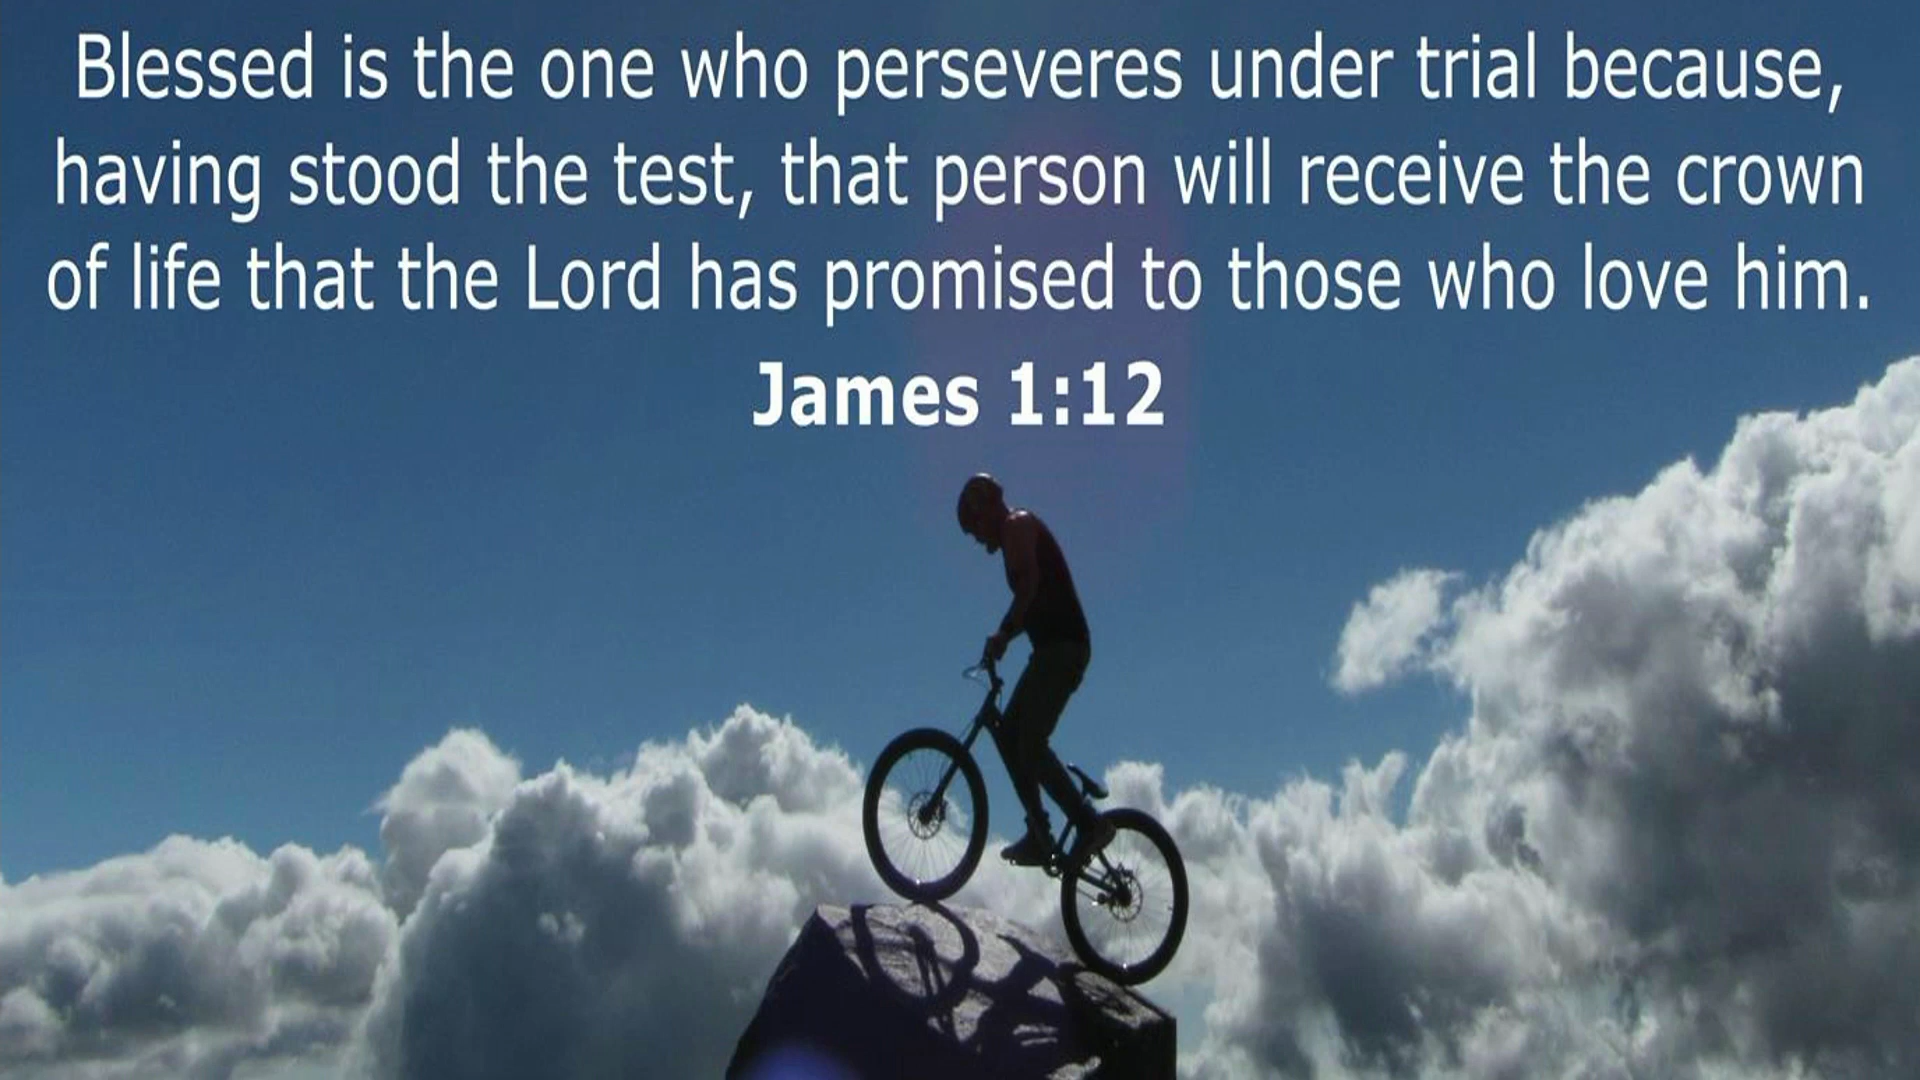 Blessed is the one who perseveres under trial because,
having stood the test, that person will receive the crown
of life that the Lord has promised to those who love him.
James 1:12